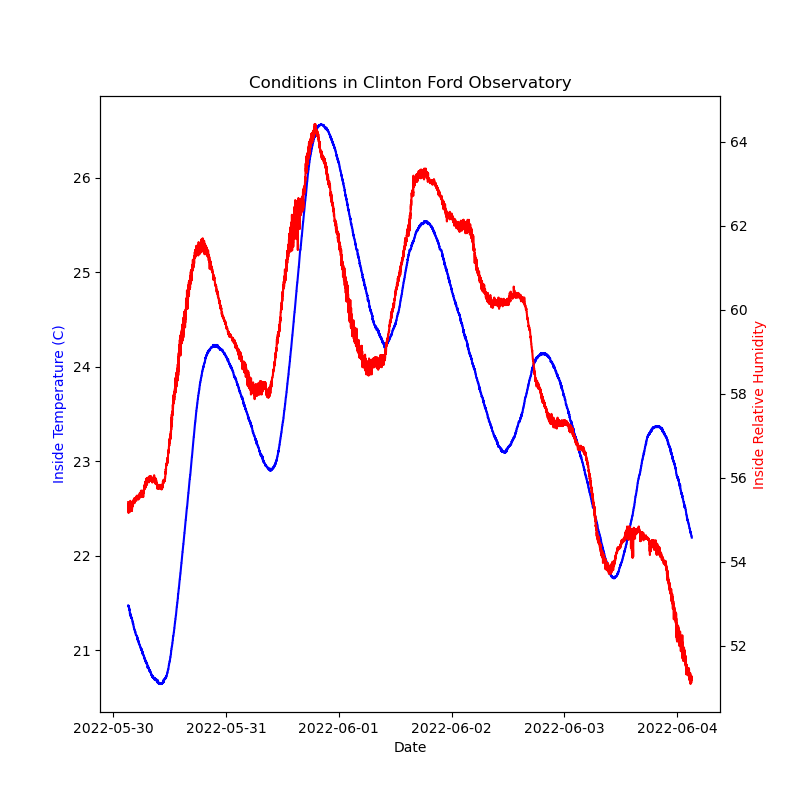 Conditions in Clinton Ford Observatory
Inside Temperature (C)
26
25
24
23
22
21
64
62
60
58
56
54
52
Inside Relative Humidity
2022-05-30 2022-05-31 2022-06-01 2022-06-02 2022-06-03 2022-06-04
Date